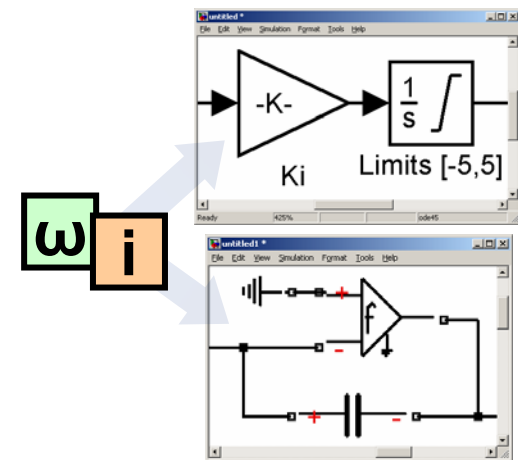 untitled *
File Edit View Simulation Format Tools Help
-K-
1
s
Ki
Limits [-5,5]
Ready 425% ode45
ω
i
untitled1 *
File Edit View Simulation Format Tools Help
+
f
-
+ -